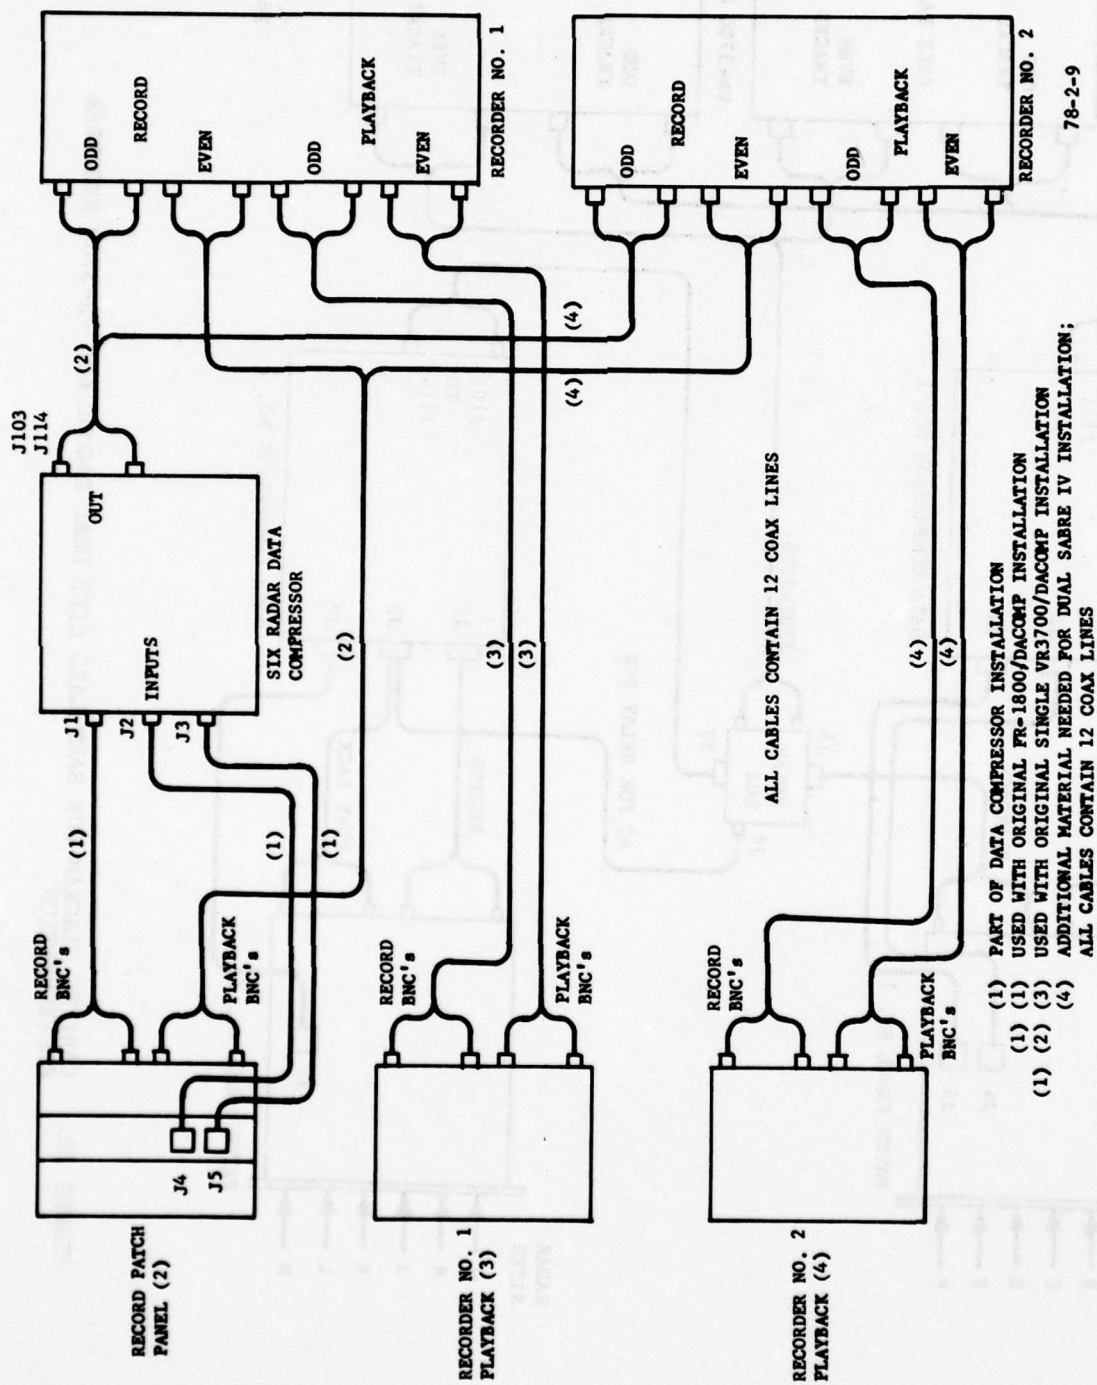 RECORD PATCH
PANEL (2)
J4
J5
RECORD
BNC's
PLAYBACK
BNC's
(1)
(1)
(1)
J1
J2
J3
INPUTS
OUT
SIX RADAR DATA
COMPRESSOR
J103
J114
(2)
(2)
ODD
RECORD
EVEN
ODD
PLAYBACK
EVEN
RECORDER NO. 1
RECORDER NO. 1
PLAYBACK (3)
RECORD
BNC's
PLAYBACK
BNC's
(3)
(3)
(4)
(4)
ODD
RECORD
EVEN
ODD
PLAYBACK
EVEN
RECORDER NO. 2
RECORDER NO. 2
PLAYBACK (4)
RECORD
BNC's
PLAYBACK
BNC's
ALL CABLES CONTAIN 12 COAX LINES
(4)
(4)
(1) PART OF DATA COMPRESSOR INSTALLATION
(1) (1) USED WITH ORIGINAL FR-1800/DACOMP INSTALLATION
(1) (2) (3) USED WITH ORIGINAL SINGLE VR3700/DACOMP INSTALLATION
(4) ADDITIONAL MATERIAL NEEDED FOR DUAL SABRE IV INSTALLATION;
ALL CABLES CONTAIN 12 COAX LINES
78-2-9